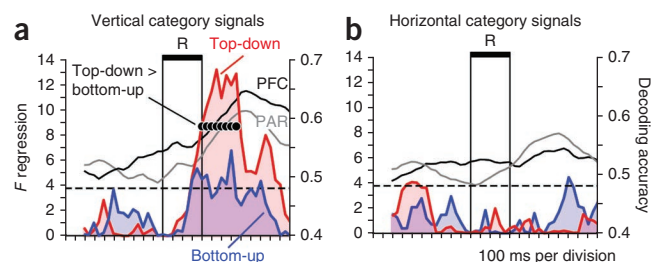 a
Vertical category signals
R
Top-down
Top-down >
bottom-up
PFC
PAR
F regression
14
12
10
8
6
4
2
0
0.7
0.6
0.5
0.4
Bottom-up
b
Horizontal category signals
R
14
12
10
8
6
4
2
0
0.7
0.6
0.5
0.4
Decoding accuracy
100 ms per division